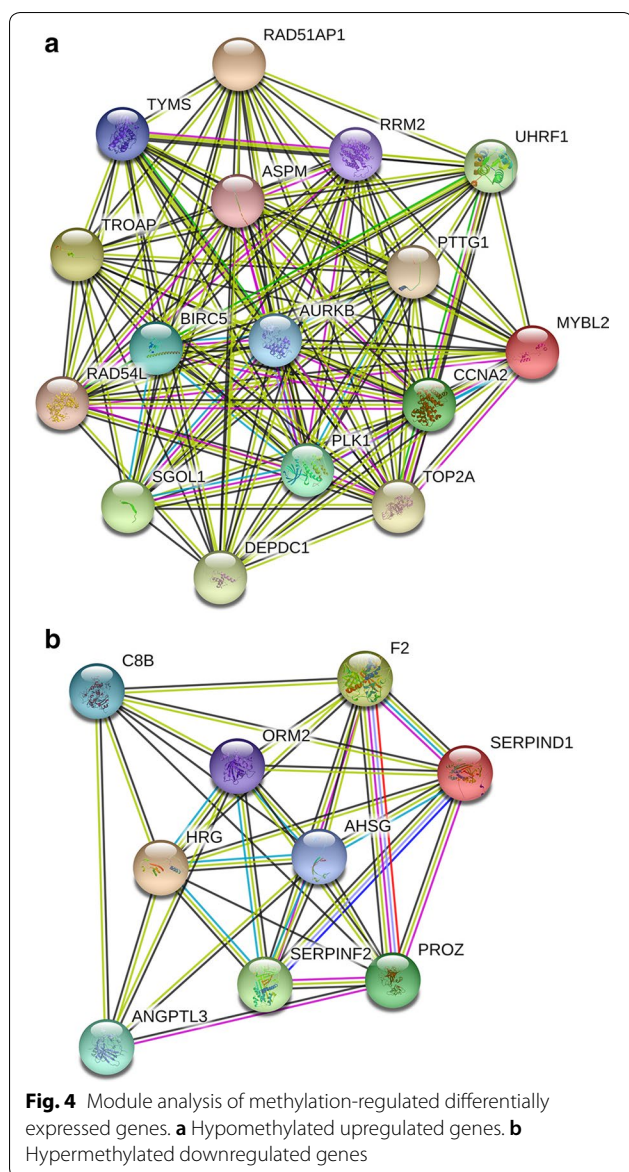 a
RAD51AP1
TYMS
RRM2
UHRF1
ASPM
TROAP
PTTG1
BIRC5
AURKB
MYBL2
RAD54L
CCNA2
PLK1
SGOL1
TOP2A
DEPDC1
b
C8B
F2
ORM2
SERPIND1
HRG
AHSG
SERPINF2
PROZ
ANGPTL3
Fig. 4 Module analysis of methylation-regulated differentially
expressed genes. a Hypomethylated upregulated genes. b
Hypermethylated downregulated genes